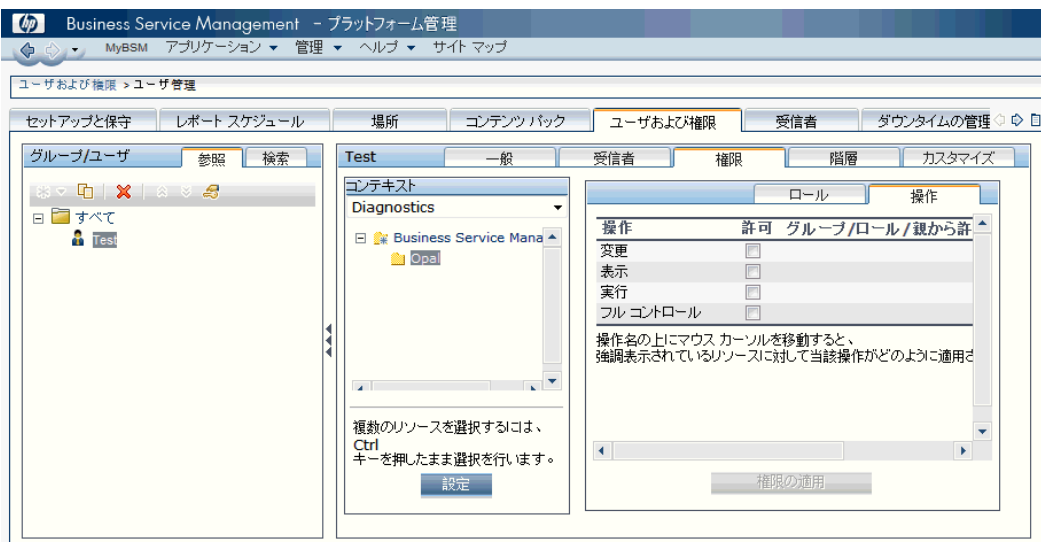 hp Business Service Management - プラットフォーム管理
MyBSM アプリケーション 管理 ヘルプ サイト マップ
ユーザおよび権限 > ユーザ管理
セットアップと保守 レポート スケジュール 場所 コンテンツ パック ユーザおよび権限 受信者 ダウンタイムの管理
グループ/ユーザ 参照 検索
すべて
Test
Test 一般 受信者 権限 階層 カスタマイズ
コンテキスト
Diagnostics
Business Service Mana
Opal
複数のリソースを選択するには、
Ctrl
キーを押したまま選択を行います。
設定
ロール 操作
操作 許可 グループ/ロール/親から許
変更
表示
実行
フル コントロール
操作名の上にマウス カーソルを移動すると、
強調表示されているリソースに対して当該操作がどのように適用さ
権限の適用